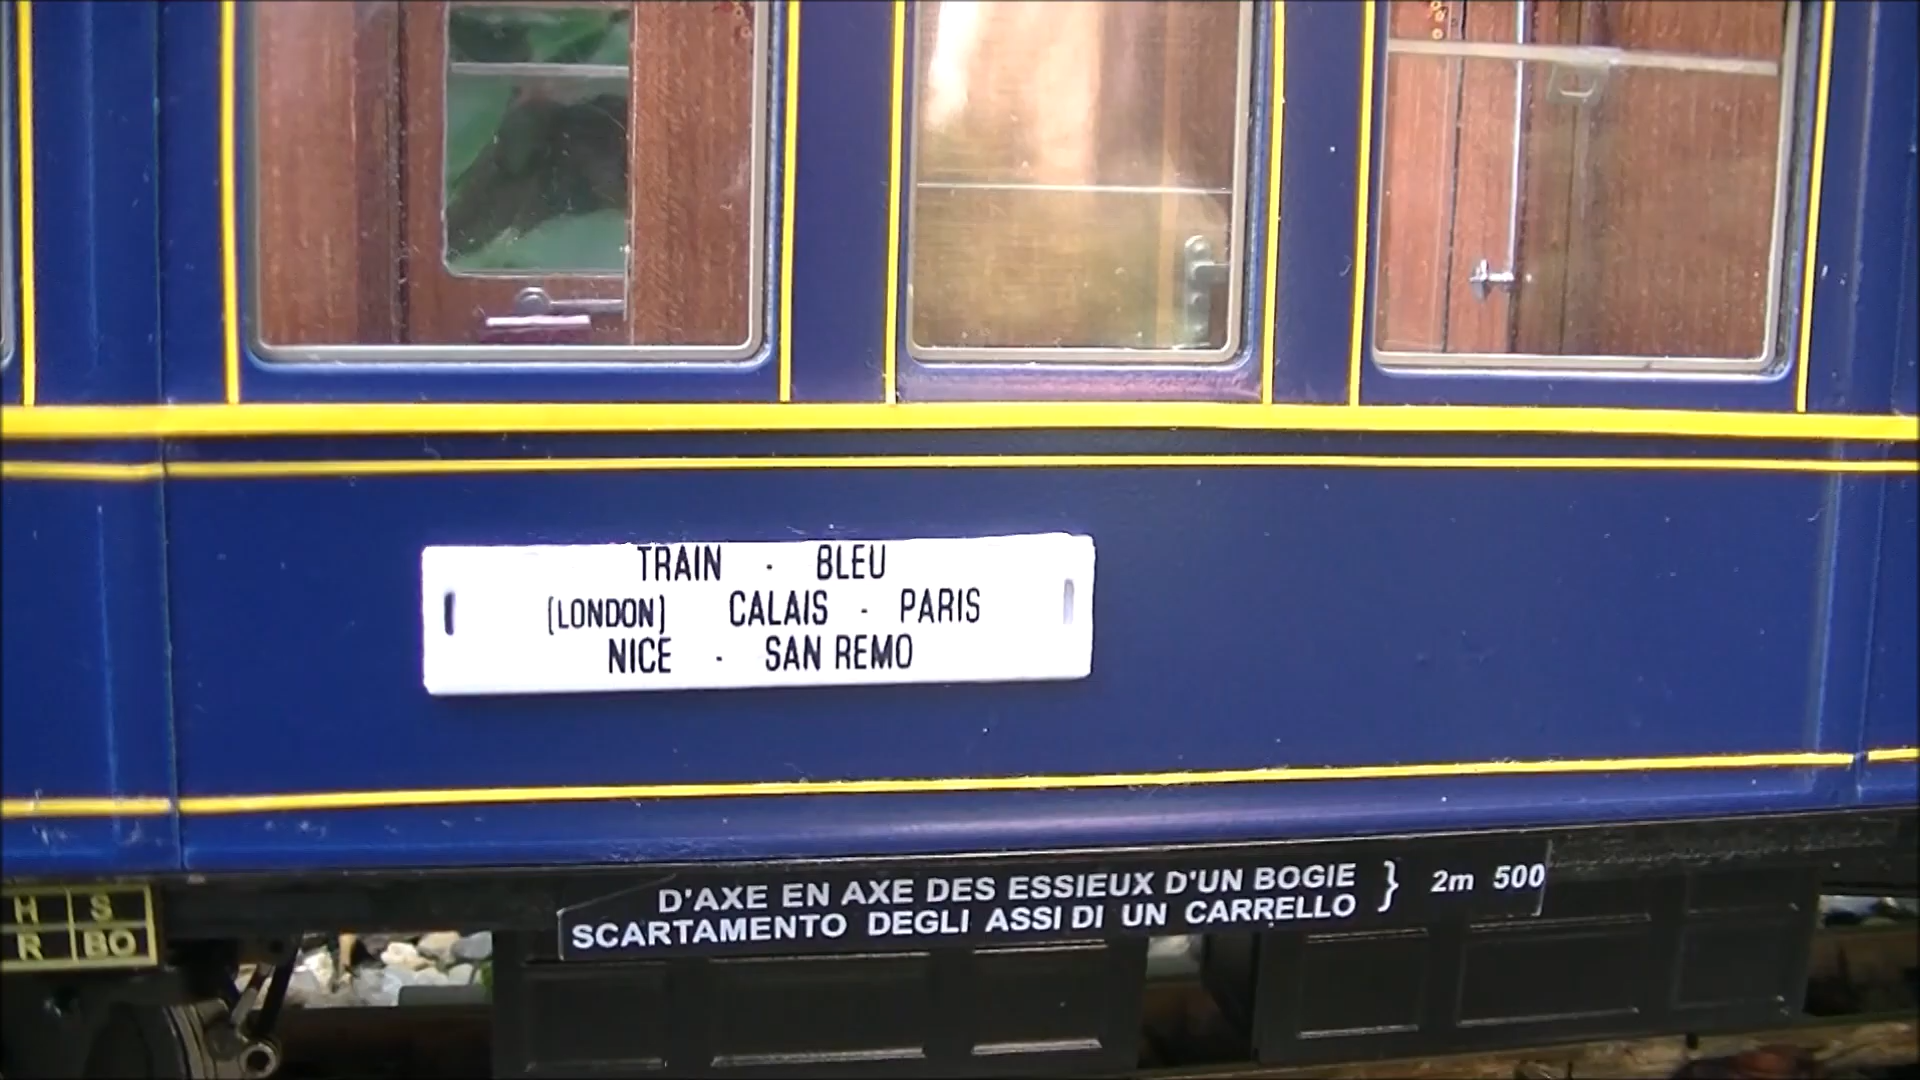 TRAIN - BLEU
(LONDON) CALAIS - PARIS
NICE - SAN REMO
D'AXE EN AXE DES ESSIEUX D'UN BOGIE } 2m 500
SCARTAMENTO DEGLI ASSI DI UN CARRELLO
H S
R BO